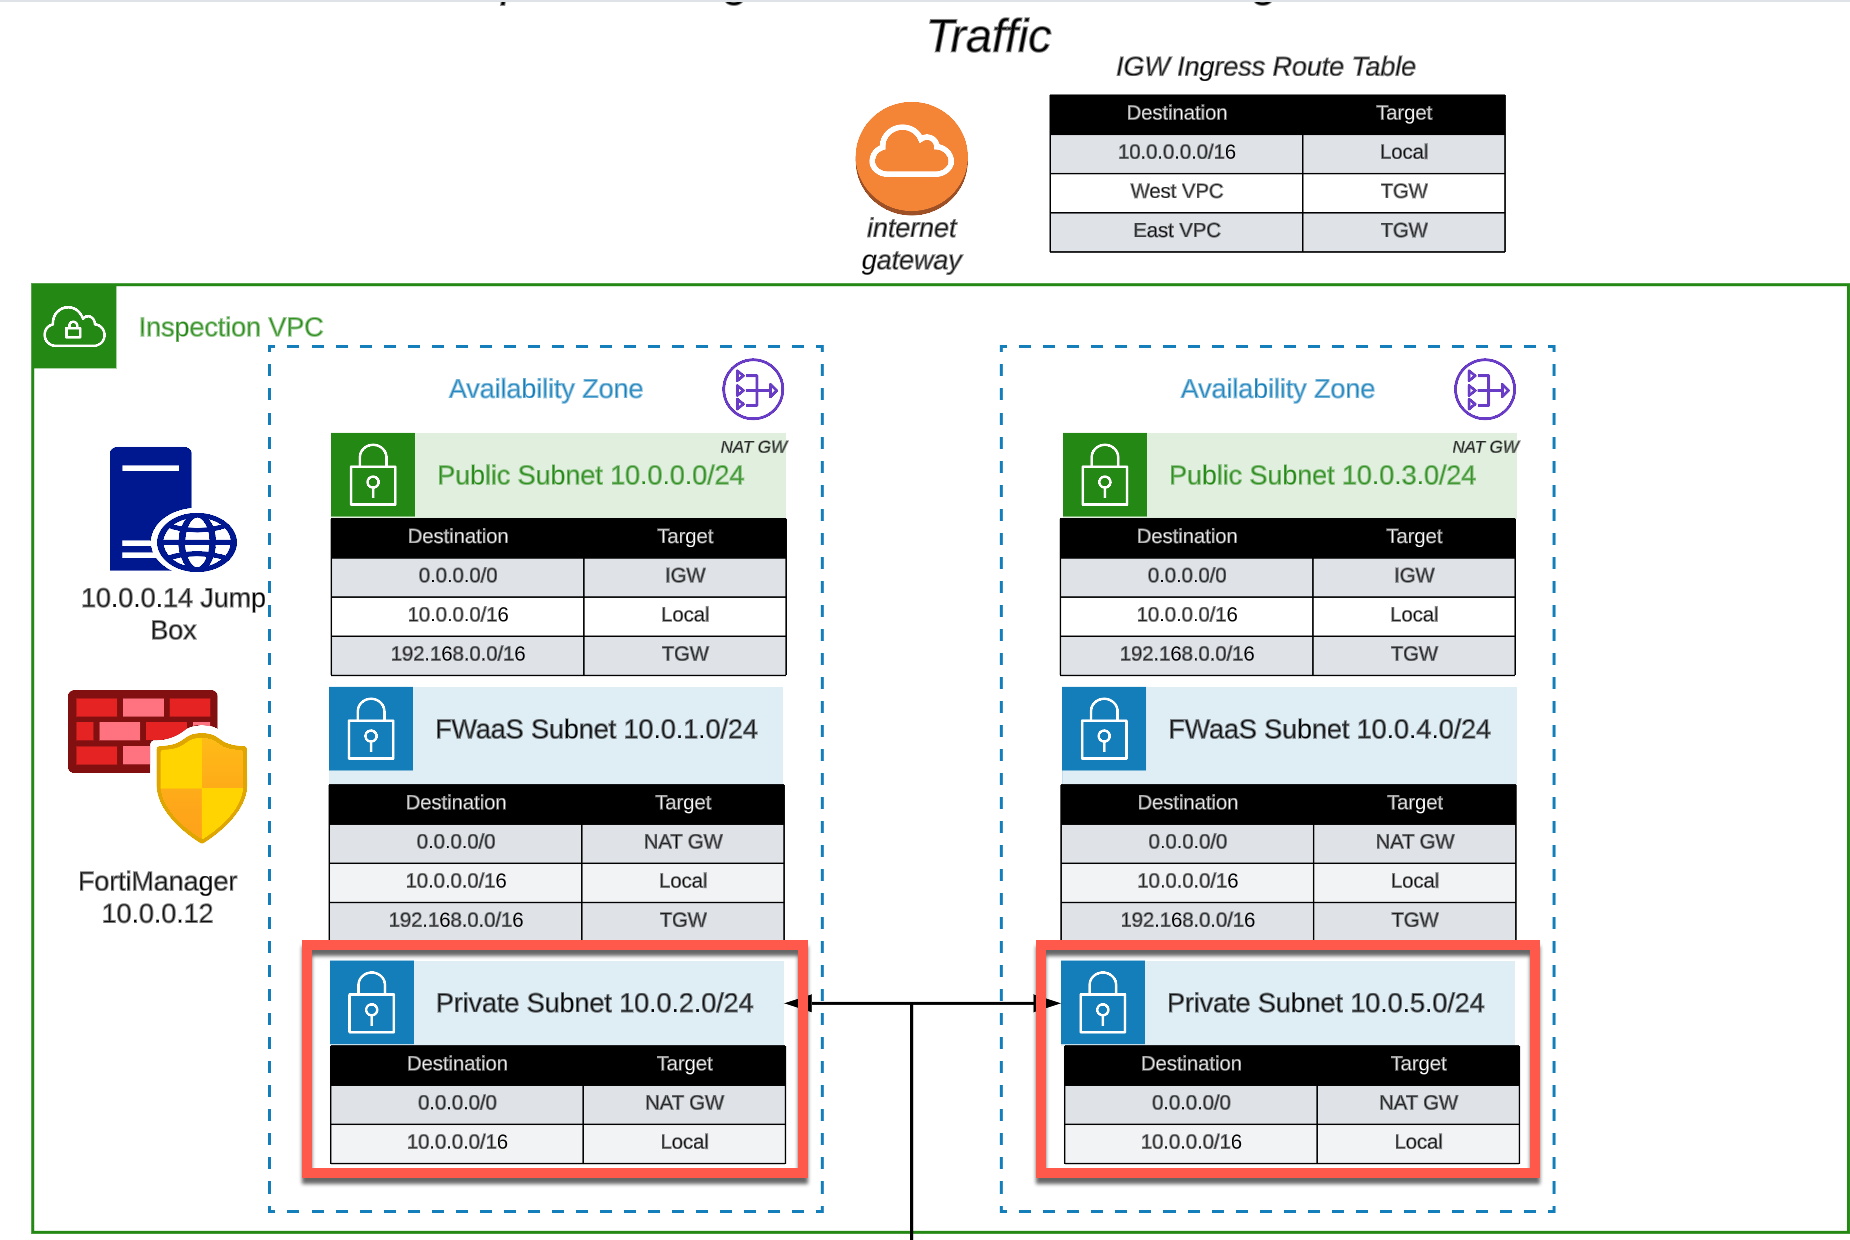 Traffic
IGW Ingress Route Table
Destination Target
10.0.0.0.0/16 Local
West VPC TGW
East VPC TGW
internet
gateway
Inspection VPC
Availability Zone
NAT GW
Public Subnet 10.0.0.0/24
Destination Target
0.0.0.0/0 IGW
10.0.0.0/16 Local
192.168.0.0/16 TGW
FWaaS Subnet 10.0.1.0/24
Destination Target
0.0.0.0/0 NAT GW
10.0.0.0/16 Local
192.168.0.0/16 TGW
Private Subnet 10.0.2.0/24
Destination Target
0.0.0.0/0 NAT GW
10.0.0.0/16 Local
Availability Zone
NAT GW
Public Subnet 10.0.3.0/24
Destination Target
0.0.0.0/0 IGW
10.0.0.0/16 Local
192.168.0.0/16 TGW
FWaaS Subnet 10.0.4.0/24
Destination Target
0.0.0.0/0 NAT GW
10.0.0.0/16 Local
192.168.0.0/16 TGW
Private Subnet 10.0.5.0/24
Destination Target
0.0.0.0/0 NAT GW
10.0.0.0/16 Local
10.0.0.14 Jump
Box
FortiManager
10.0.0.12